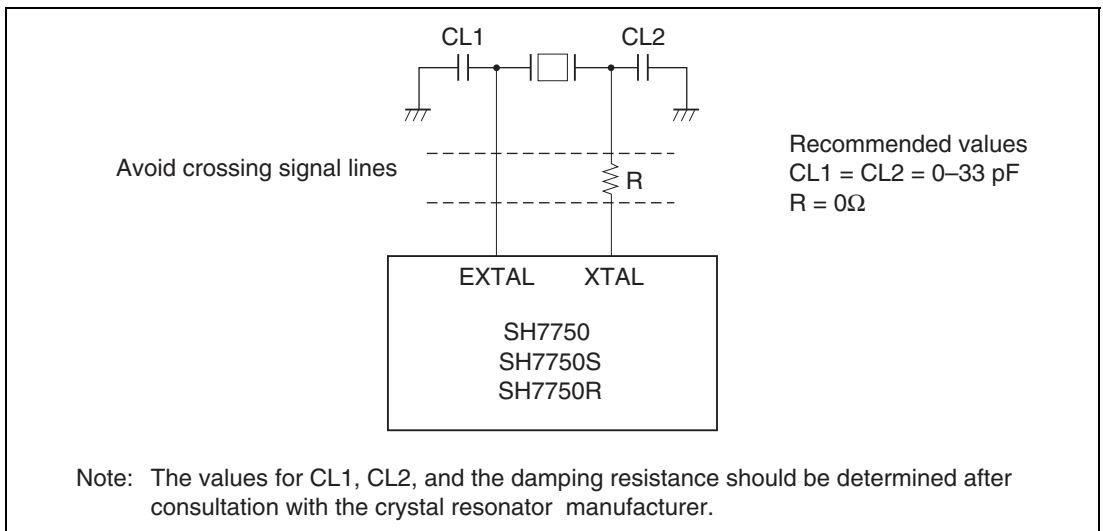 CL1
CL2
Avoid crossing signal lines
R
Recommended values
CL1 = CL2 = 0–33 pF
R = 0Ω
EXTAL
XTAL
SH7750
SH7750S
SH7750R
Note: The values for CL1, CL2, and the damping resistance should be determined after
consultation with the crystal resonator manufacturer.